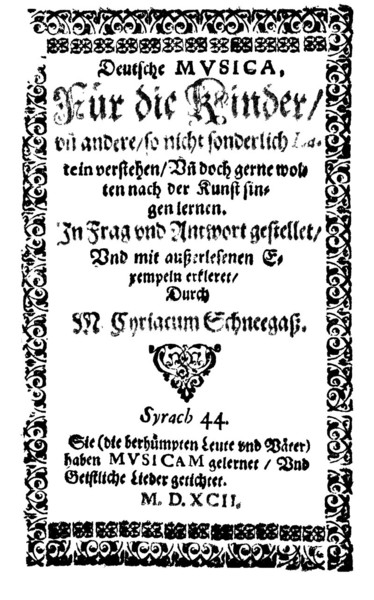 Deutsche MVSICA,
Für die Kinder/
vñ andere/ so nicht sonderlich La-
tein verstehen/ Vñ doch gerne wol-
ten nach der Kunst sin-
gen lernen.
In Frag vnd Antwort gestellet/
Vnd mit außerlesenen E-
xempeln erkleret/
Durch
M. Cyriacum Schneegaß.
Syrach 44.
Sie (die berhümpten Leute vnd Väter)
haben MVSICAM gelernet/ Vnd
Geistliche Lieder getichtet.
M. D. XCII.